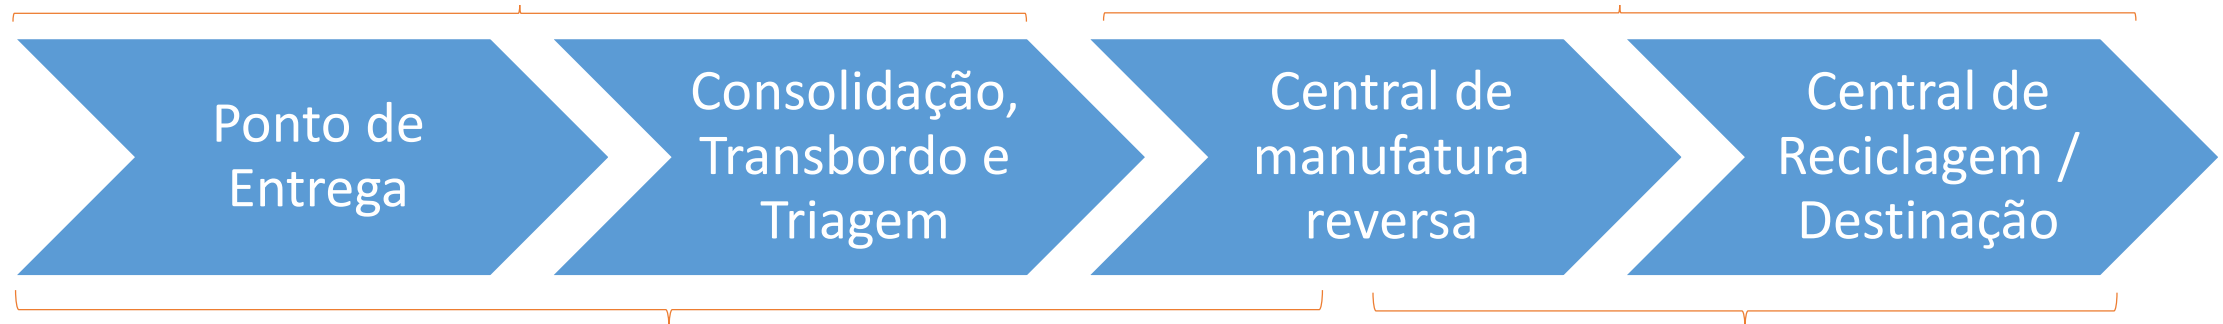 Ponto de
Entrega
Consolidação,
Transbordo e
Triagem
Central de
manufatura
reversa
Central de
Reciclagem /
Destinação